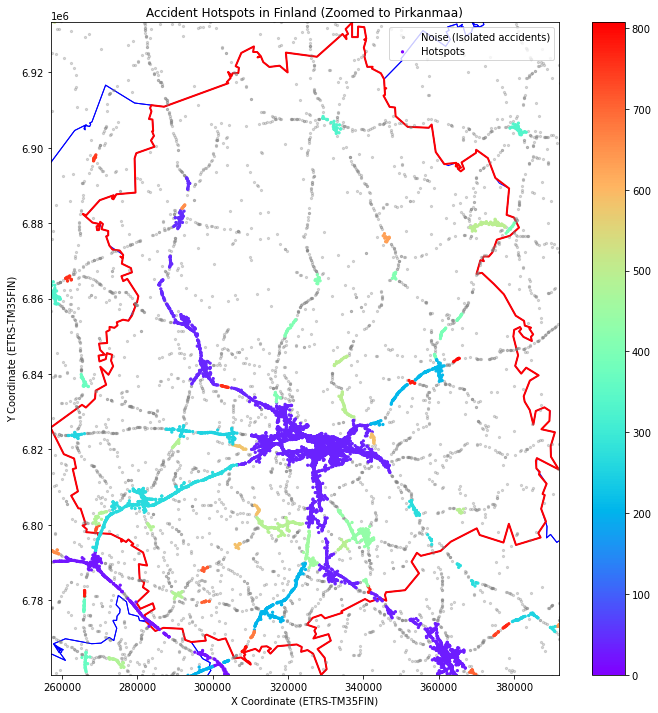 Accident Hotspots in Finland (Zoomed to Pirkanmaa)
1e6
Noise (Isolated accidents)
Hotspots
6.92
6.90
6.88
6.86
6.84
6.82
6.80
6.78
Y Coordinate (ETRS-TM35FIN)
260000 280000 300000 320000 340000 360000 380000
X Coordinate (ETRS-TM35FIN)
800
700
600
500
400
300
200
100
0